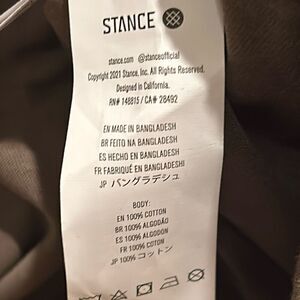 STANCE
stance.com @stanceofficial
Copyright 2021 Stance, Inc. All Rights Reserved.
Designed in California.
RN# 148815 / CA# 28492
EN MADE IN BANGLADESH
BR FEITO NA BANGLADESH
ES HECHO EN BANGLADESH
FR FABRIQUÉ EN BANGLADESH
JP バングラデシュ
BODY:
EN 100% COTTON
BR 100% ALGODÃO
ES 100% ALGODON
FR 100% COTON
JP 100% コットン